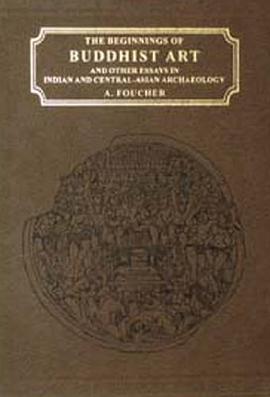 THE BEGINNINGS OF
BUDDHIST ART
AND OTHER ESSAYS IN
INDIAN AND CENTRAL-ASIAN ARCHAEOLOGY
A. FOUCHER